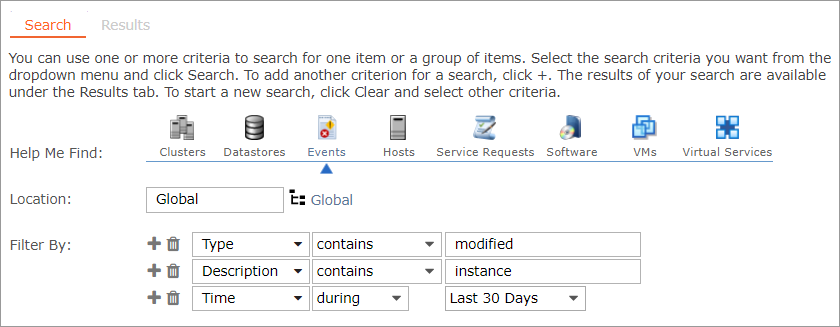 Search Results
You can use one or more criteria to search for one item or a group of items. Select the search criteria you want from the
dropdown menu and click Search. To add another criterion for a search, click +. The results of your search are available
under the Results tab. To start a new search, click Clear and select other criteria.
Help Me Find: Clusters Datastores Events Hosts Service Requests Software VMs Virtual Services
Location: Global Global
Filter By: Type contains modified
Description contains instance
Time during Last 30 Days